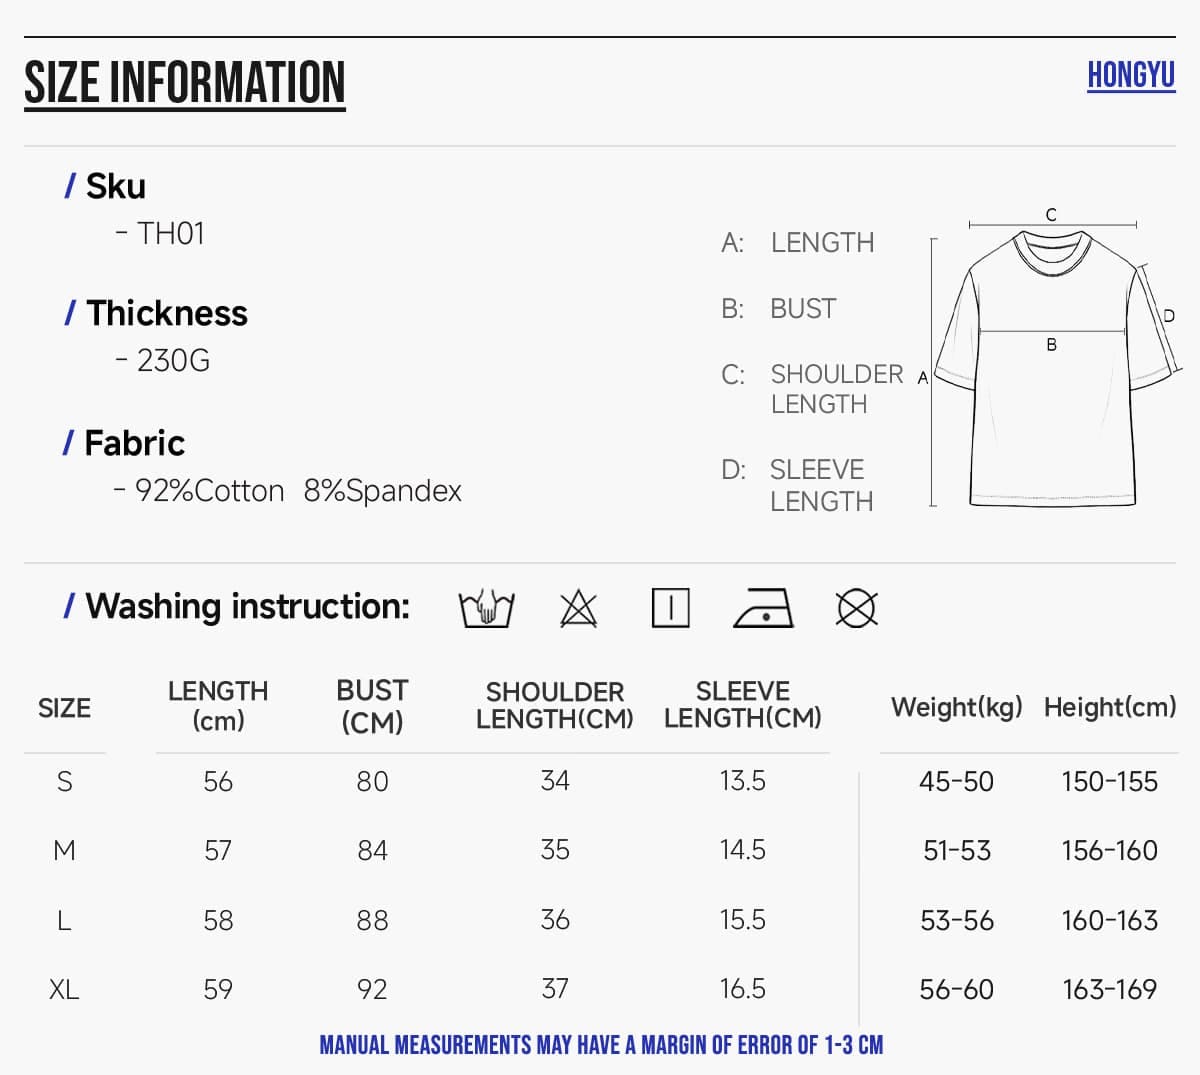 SIZE INFORMATION
HONGYU
/ Sku
- TH01
/ Thickness
- 230G
/ Fabric
- 92%Cotton 8%Spandex
A: LENGTH
B: BUST
C: SHOULDER
LENGTH
D: SLEEVE
LENGTH
C
D
B
A
/ Washing instruction:
SIZE LENGTH (cm) BUST (CM) SHOULDER LENGTH(CM) SLEEVE LENGTH(CM) Weight(kg) Height(cm)
S 56 80 34 13.5 45-50 150-155
M 57 84 35 14.5 51-53 156-160
L 58 88 36 15.5 53-56 160-163
XL 59 92 37 16.5 56-60 163-169
MANUAL MEASUREMENTS MAY HAVE A MARGIN OF ERROR OF 1-3 CM